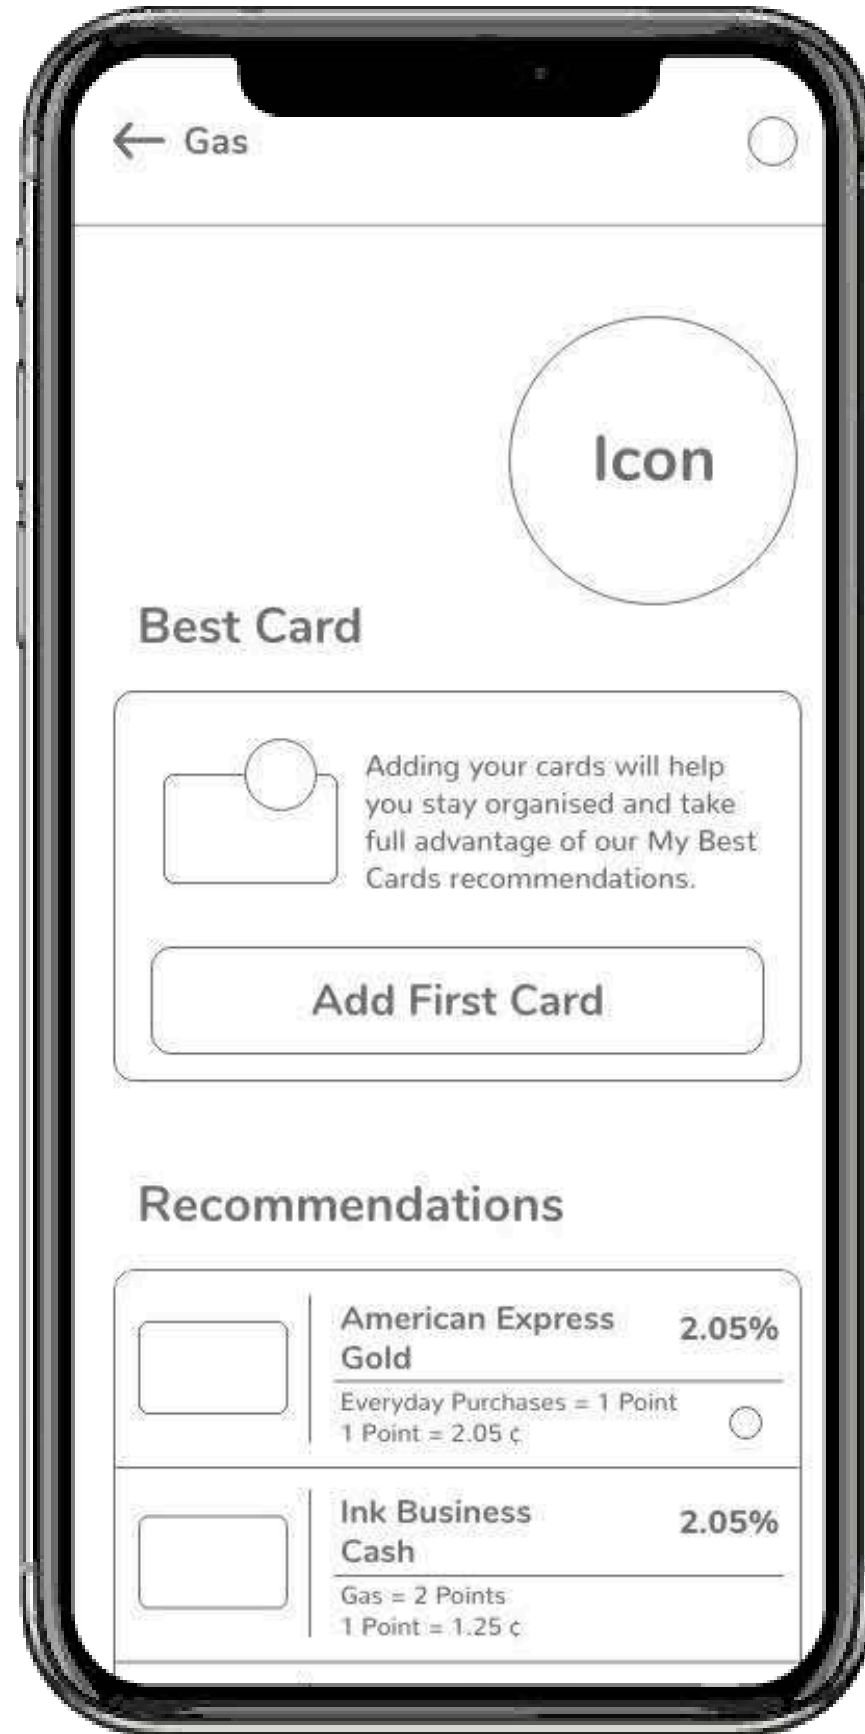 Gas
Icon
Best Card
Adding your cards will help
you stay organised and take
full advantage of our My Best
Cards recommendations.
Add First Card
Recommendations
American Express
Gold
2.05%
Everyday Purchases = 1 Point
1 Point = 2.05 ¢
Ink Business
Cash
2.05%
Gas = 2 Points
1 Point = 1.25 ¢